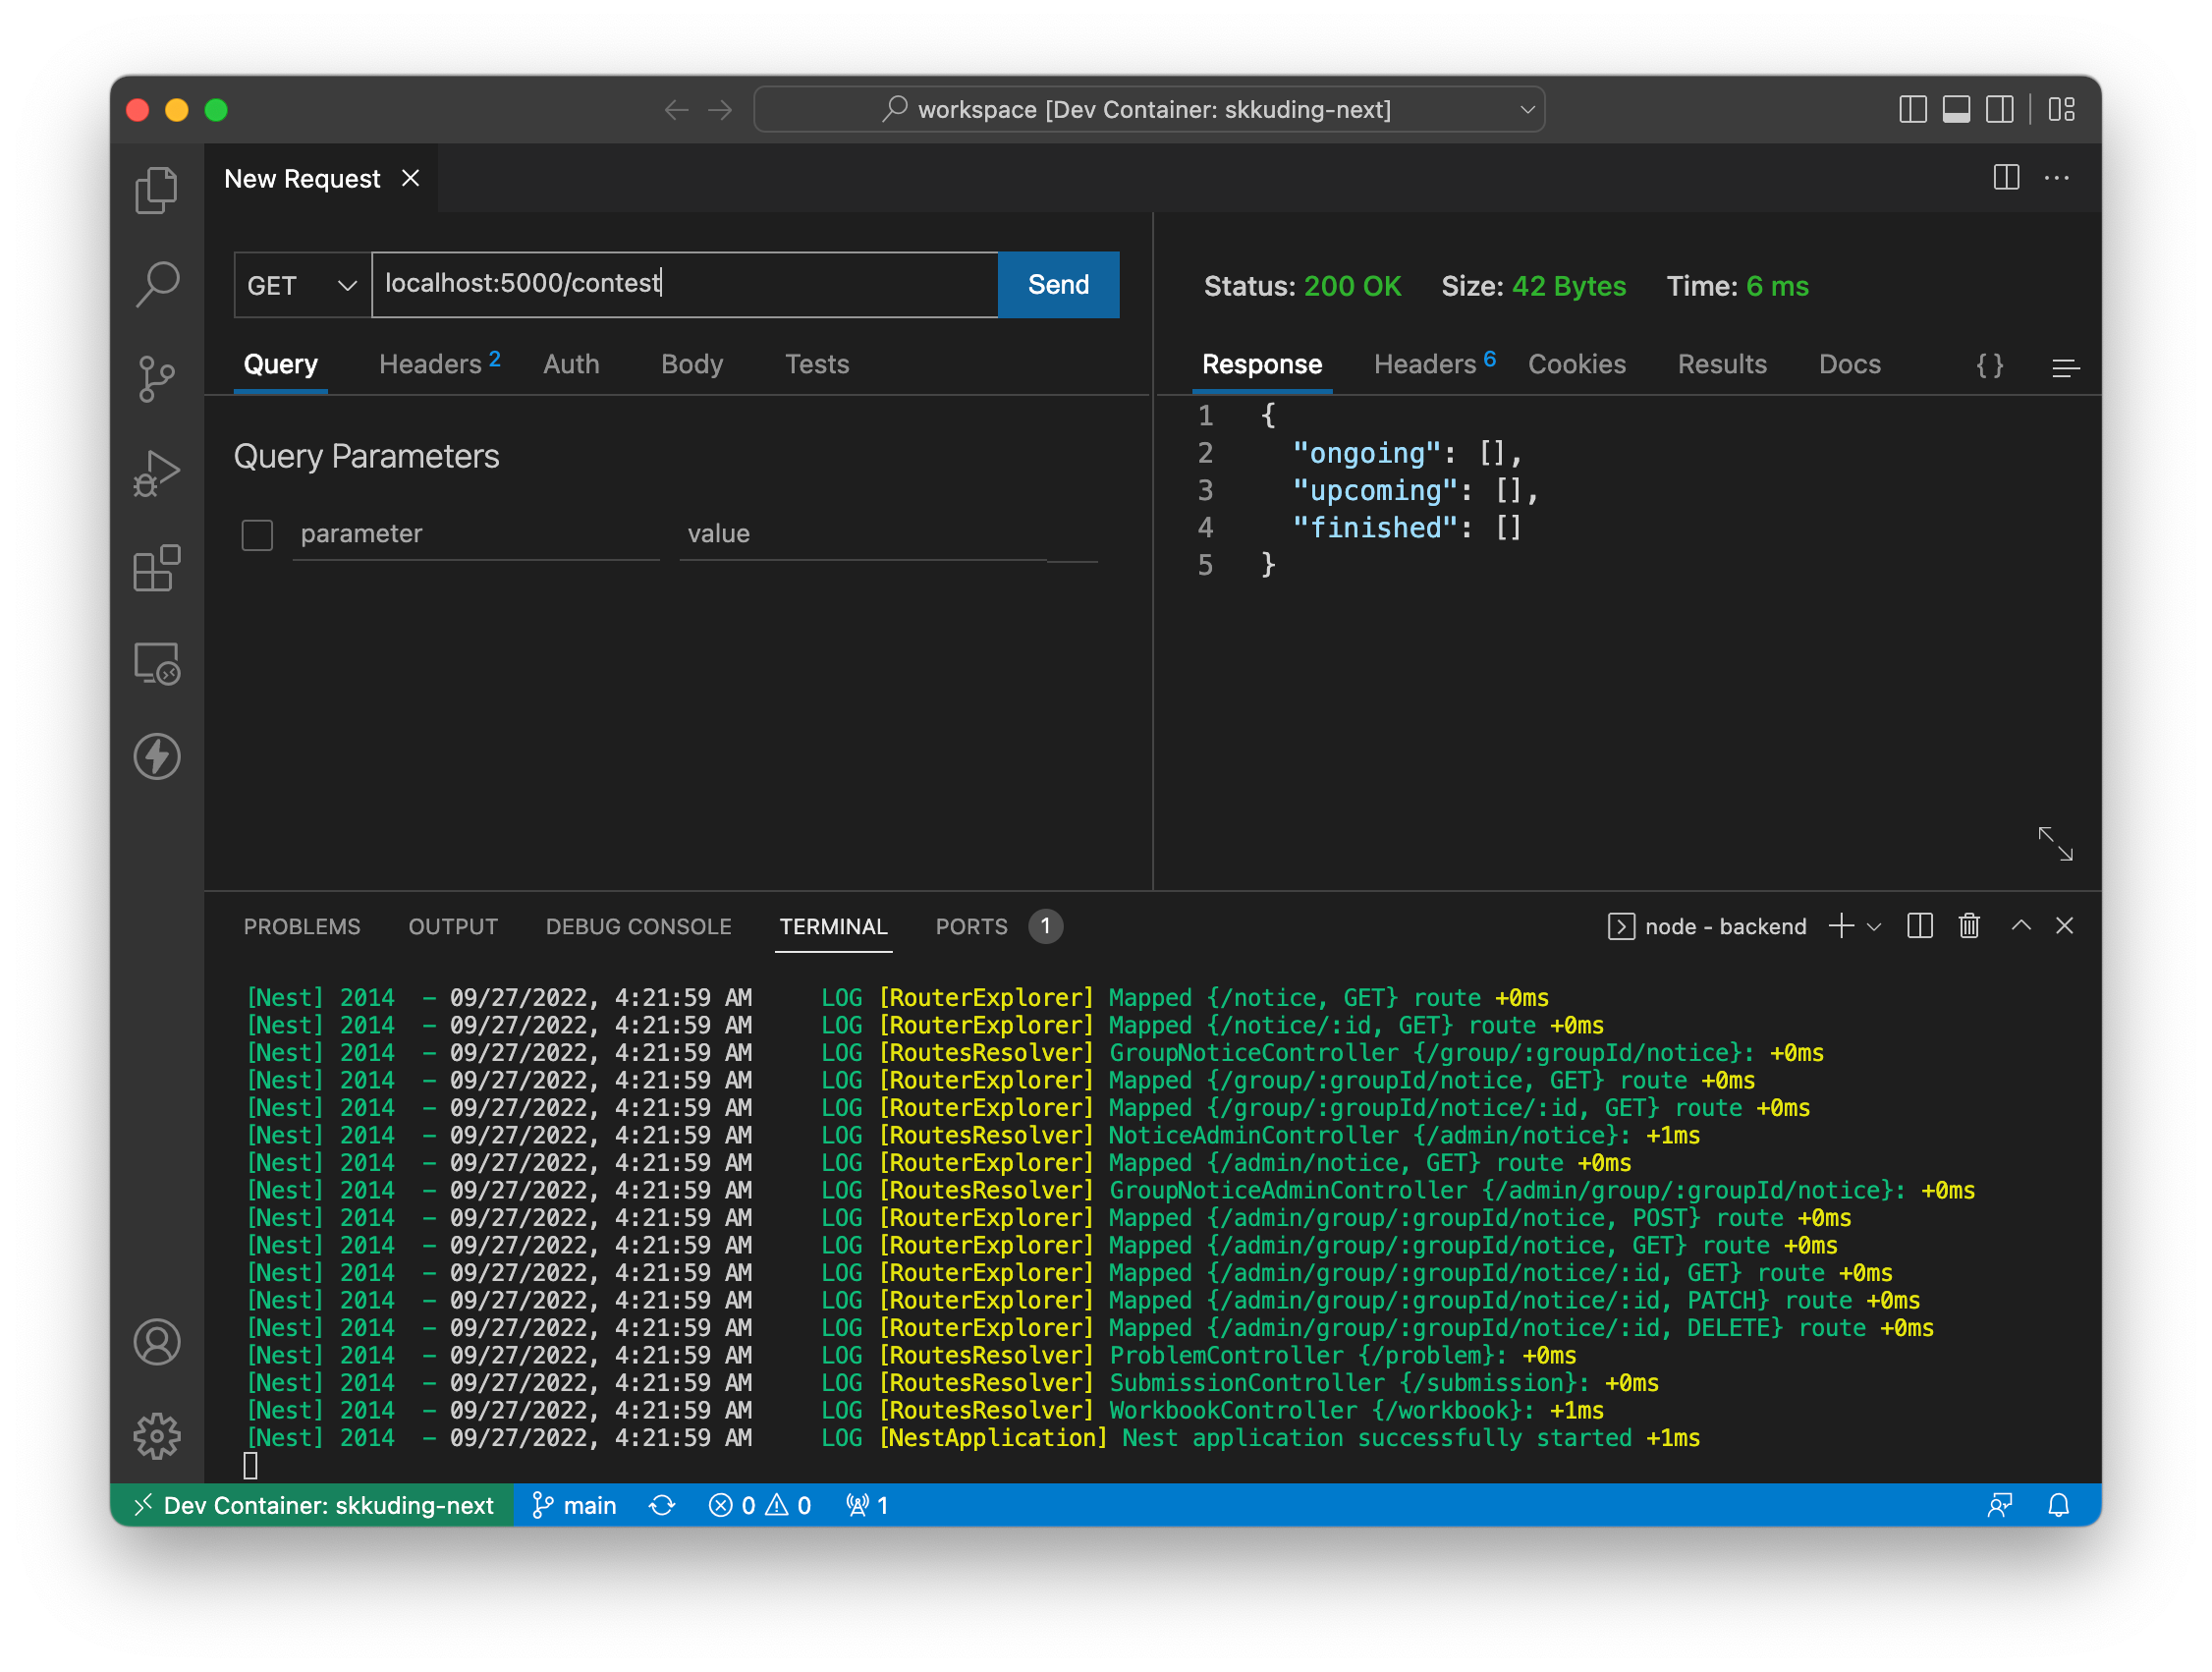 workspace [Dev Container: skkuding-next]
New Request
GET localhost:5000/contest Send
Query Headers 2 Auth Body Tests
Query Parameters
parameter value
Status: 200 OK Size: 42 Bytes Time: 6 ms
Response Headers 6 Cookies Results Docs {}
1 {
2 "ongoing": [],
3 "upcoming": [],
4 "finished": []
5 }
PROBLEMS OUTPUT DEBUG CONSOLE TERMINAL PORTS 1 node - backend
[Nest] 2014 - 09/27/2022, 4:21:59 AM LOG [RouterExplorer] Mapped {/notice, GET} route +0ms
[Nest] 2014 - 09/27/2022, 4:21:59 AM LOG [RouterExplorer] Mapped {/notice/:id, GET} route +0ms
[Nest] 2014 - 09/27/2022, 4:21:59 AM LOG [RoutesResolver] GroupNoticeController {/group/:groupId/notice}: +0ms
[Nest] 2014 - 09/27/2022, 4:21:59 AM LOG [RouterExplorer] Mapped {/group/:groupId/notice, GET} route +0ms
[Nest] 2014 - 09/27/2022, 4:21:59 AM LOG [RouterExplorer] Mapped {/group/:groupId/notice/:id, GET} route +0ms
[Nest] 2014 - 09/27/2022, 4:21:59 AM LOG [RoutesResolver] NoticeAdminController {/admin/notice}: +1ms
[Nest] 2014 - 09/27/2022, 4:21:59 AM LOG [RouterExplorer] Mapped {/admin/notice, GET} route +0ms
[Nest] 2014 - 09/27/2022, 4:21:59 AM LOG [RoutesResolver] GroupNoticeAdminController {/admin/group/:groupId/notice}: +0ms
[Nest] 2014 - 09/27/2022, 4:21:59 AM LOG [RouterExplorer] Mapped {/admin/group/:groupId/notice, POST} route +0ms
[Nest] 2014 - 09/27/2022, 4:21:59 AM LOG [RouterExplorer] Mapped {/admin/group/:groupId/notice, GET} route +0ms
[Nest] 2014 - 09/27/2022, 4:21:59 AM LOG [RouterExplorer] Mapped {/admin/group/:groupId/notice/:id, GET} route +0ms
[Nest] 2014 - 09/27/2022, 4:21:59 AM LOG [RouterExplorer] Mapped {/admin/group/:groupId/notice/:id, PATCH} route +0ms
[Nest] 2014 - 09/27/2022, 4:21:59 AM LOG [RouterExplorer] Mapped {/admin/group/:groupId/notice/:id, DELETE} route +0ms
[Nest] 2014 - 09/27/2022, 4:21:59 AM LOG [RoutesResolver] ProblemController {/problem}: +0ms
[Nest] 2014 - 09/27/2022, 4:21:59 AM LOG [RoutesResolver] SubmissionController {/submission}: +0ms
[Nest] 2014 - 09/27/2022, 4:21:59 AM LOG [RoutesResolver] WorkbookController {/workbook}: +1ms
[Nest] 2014 - 09/27/2022, 4:21:59 AM LOG [NestApplication] Nest application successfully started +1ms
Dev Container: skkuding-next main 0 0 1